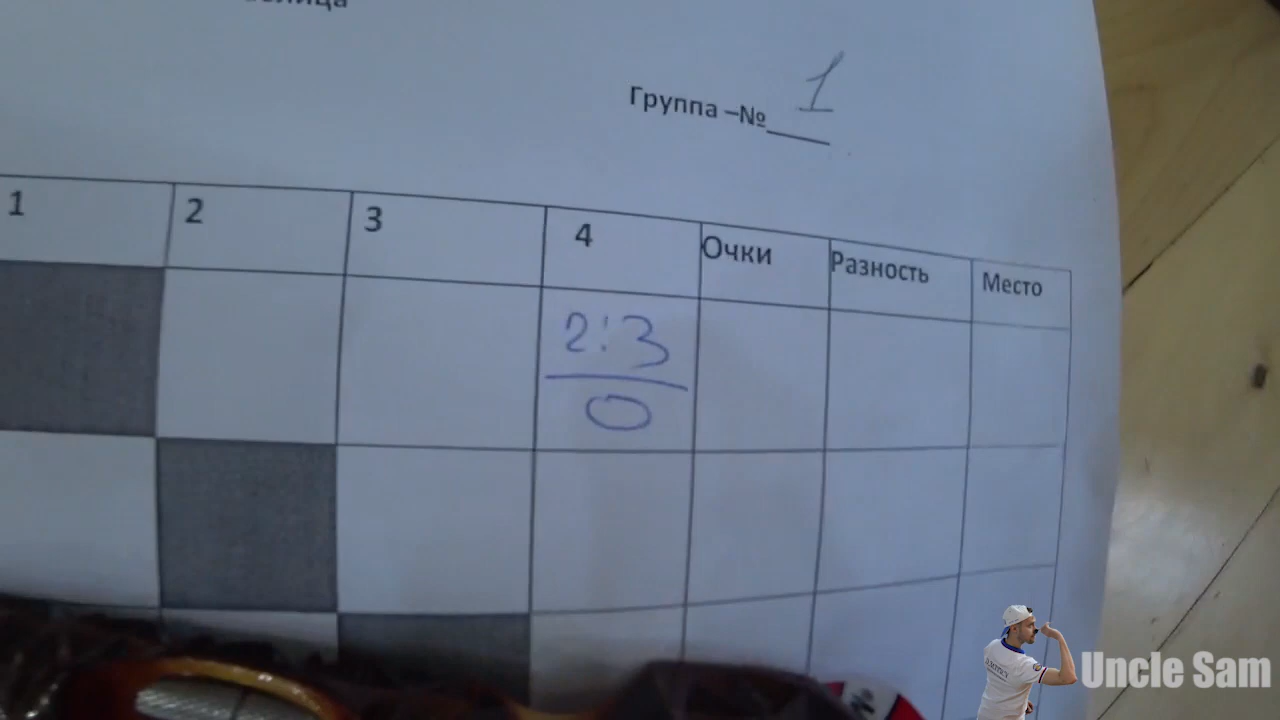 Группа –№ 1
1 2 3 4 Очки Разность Место
2:3
0
Uncle Sam